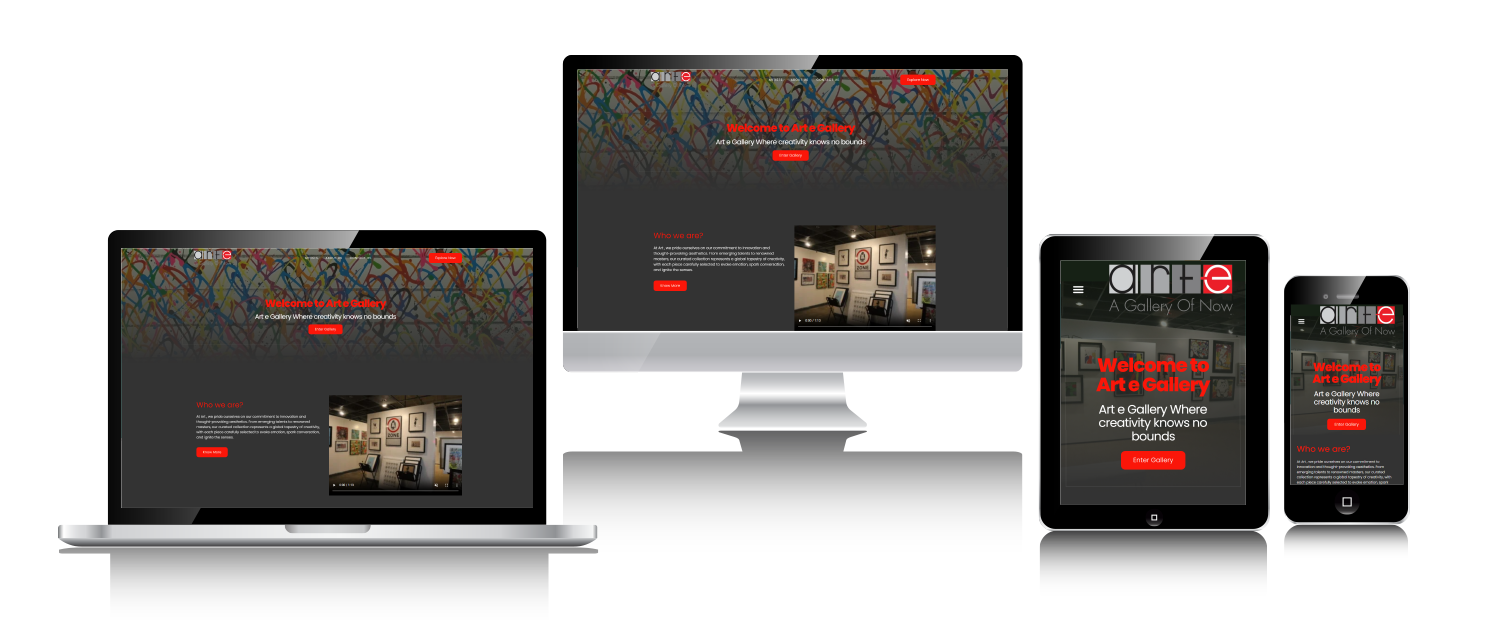 art-e
Explore Now
Welcome to Art e Gallery
Art e Gallery Where creativity knows no bounds
Enter Gallery
Who we are?
At Art , we pride ourselves on our commitment to innovation and
thought-provoking aesthetics. From emerging talents to renowned
masters, our curated collection represents a global tapestry of creativity,
with each piece carefully selected to evoke emotion, spark conversation,
and ignite the senses.
Know More
art-e
ABOUT US
CONTACT US
Explore Now
Welcome to Art e Gallery
Art e Gallery Where creativity knows no bounds
Enter Gallery
Who we are?
At Art , we pride ourselves on our commitment to innovation and
thought-provoking aesthetics. From emerging talents to renowned
masters, our curated collection represents a global tapestry of creativity,
with each piece carefully selected to evoke emotion, spark conversation,
and ignite the senses.
Know More
art-e
A Gallery Of Now
Welcome to
Art e Gallery
Art e Gallery Where
creativity knows no
bounds
Enter Gallery
art-e
A Gallery Of Now
Welcome to
Art e Gallery
Art e Gallery Where
creativity knows no
bounds
Enter Gallery
Who we are?
At Art , we pride ourselves on our commitment to
innovation and thought-provoking aesthetics. From
emerging talents to renowned masters, our curated
collection represents a global tapestry of creativity, with
each piece carefully selected to evoke emotion, spark